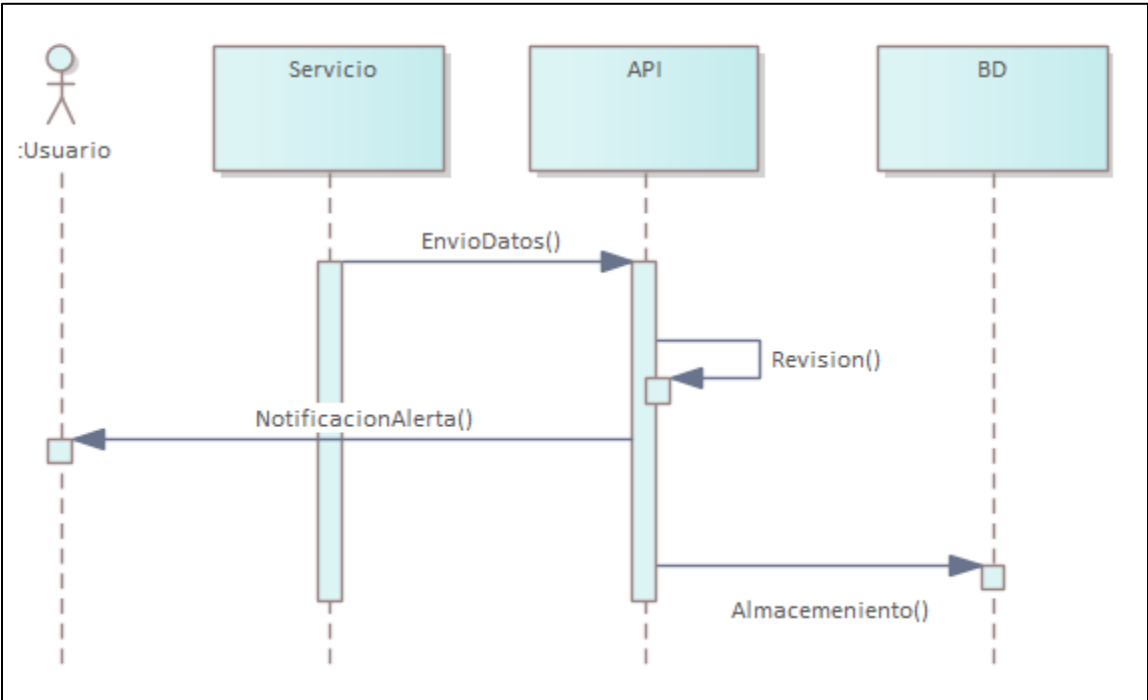 Servicio
API
BD
:Usuario
EnvioDatos()
Revision()
NotificacionAlerta()
Almacemeniento()